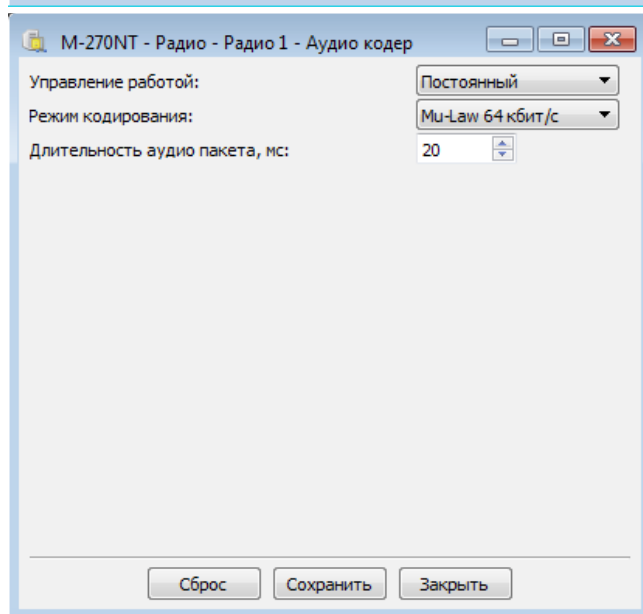 M-270NT - Радио - Радио 1 - Аудио кодер
Управление работой: Постоянный
Режим кодирования: Mu-Law 64 кбит/с
Длительность аудио пакета, мс: 20
Сброс Сохранить Закрыть